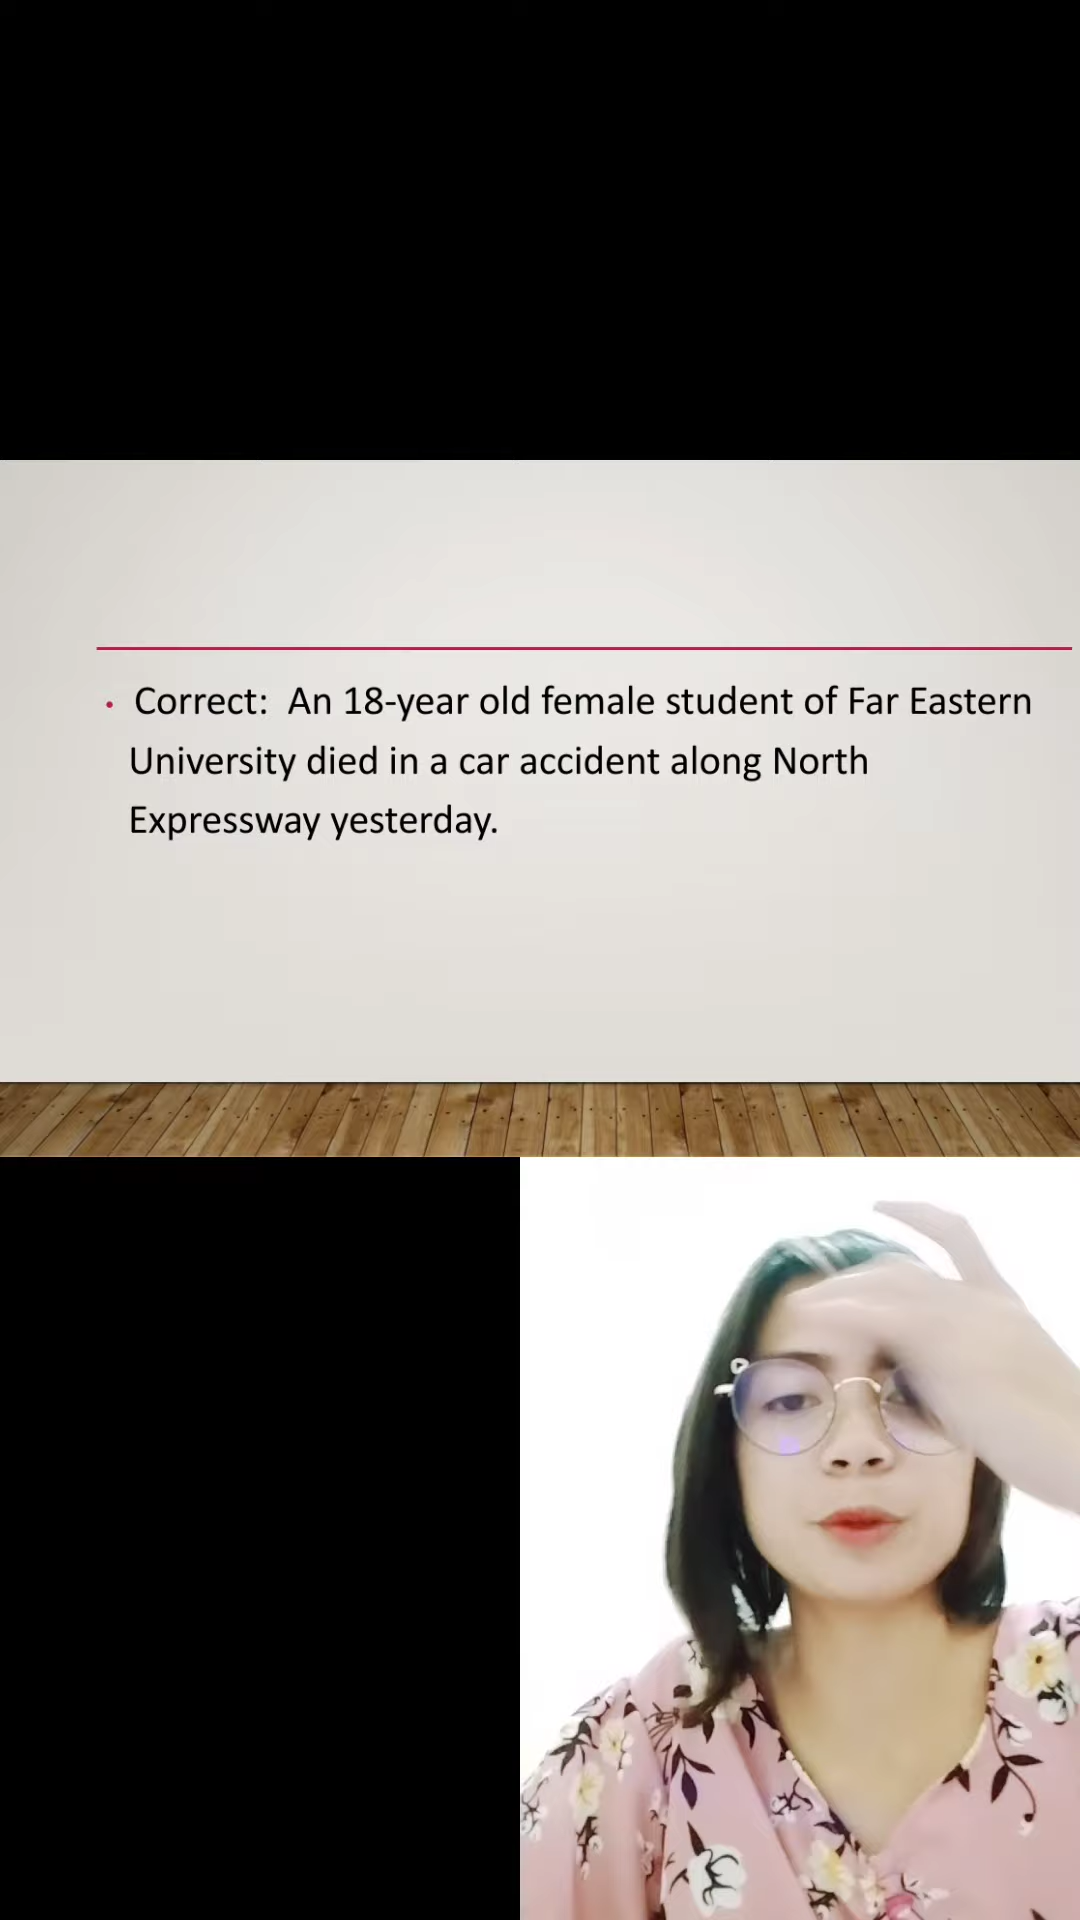 • Correct:  An 18-year old female student of Far Eastern
University died in a car accident along North
Expressway yesterday.